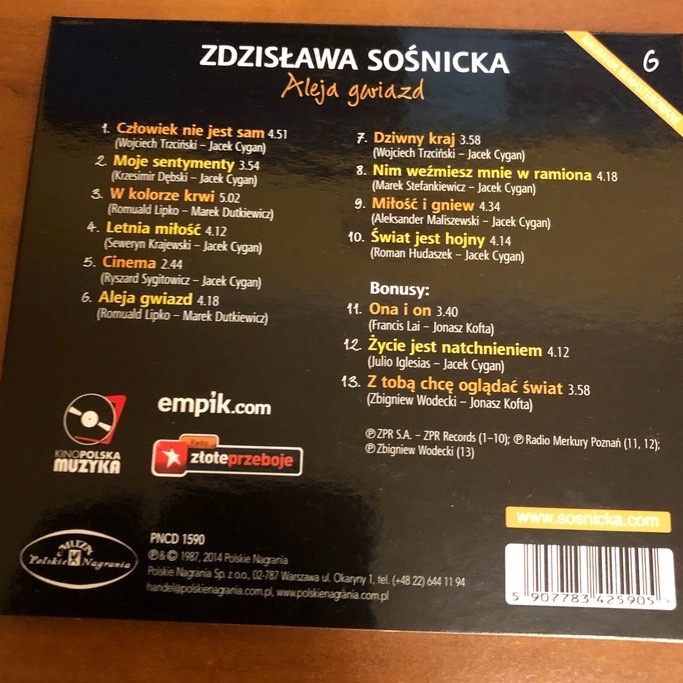 ZDZISŁAWA SOŚNICKA
Aleja gwiazd
6
1. Człowiek nie jest sam 4.51
(Wojciech Trzciński – Jacek Cygan)
2. Moje sentymenty 3.54
(Krzesimir Dębski – Jacek Cygan)
3. W kolorze krwi 5.02
(Romuald Lipko – Marek Dutkiewicz)
4. Letnia miłość 4.12
(Seweryn Krajewski – Jacek Cygan)
5. Cinema 2.44
(Ryszard Sygitowicz – Jacek Cygan)
6. Aleja gwiazd 4.18
(Romuald Lipko – Marek Dutkiewicz)
7. Dziwny kraj 3.58
(Wojciech Trzciński – Jacek Cygan)
8. Nim weźmiesz mnie w ramiona 4.18
(Marek Stefankiewicz – Jacek Cygan)
9. Miłość i gniew 4.34
(Aleksander Maliszewski – Jacek Cygan)
10. Świat jest hojny 4.14
(Roman Hudaszek – Jacek Cygan)
Bonusy:
11. Ona i on 3.40
(Francis Lai – Jonasz Kofta)
12. Życie jest natchnieniem 4.12
(Julio Iglesias – Jacek Cygan)
13. Z tobą chcę oglądać świat 3.58
(Zbigniew Wodecki – Jonasz Kofta)
℗ ZPR S.A. – ZPR Records (1–10); ℗ Radio Merkury Poznań (11, 12);
℗ Zbigniew Wodecki (13)
KINOPOLSKA
MUZYKA
empik.com
Radio
złoteprzeboje
www.sosnicka.com
MUZA
Polskie Nagrania
PNCD 1590
℗ & © 1987, 2014 Polskie Nagrania
Polskie Nagrania Sp. z o.o., 02-787 Warszawa ul. Okaryny 1, tel. (+48 22) 644 11 94
handel@polskienagrania.com.pl, www.polskienagrania.com.pl
5 907783 425905